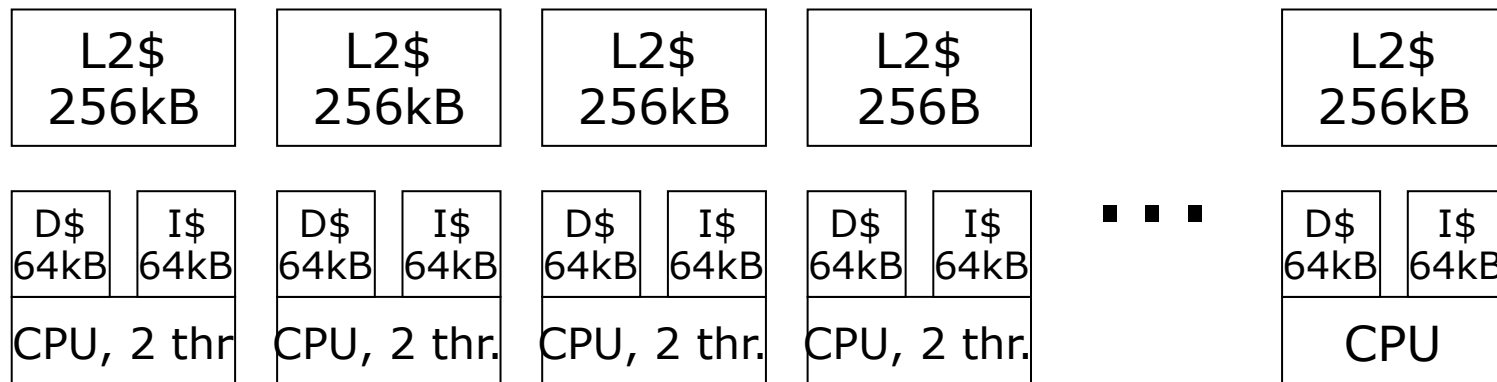 L2$
256kB
L2$
256kB
L2$
256kB
L2$
256B
L2$
256kB
D$
64kB
I$
64kB
D$
64kB
I$
64kB
D$
64kB
I$
64kB
D$
64kB
I$
64kB
...
D$
64kB
I$
64kB
CPU, 2 thr
CPU, 2 thr.
CPU, 2 thr.
CPU, 2 thr.
CPU